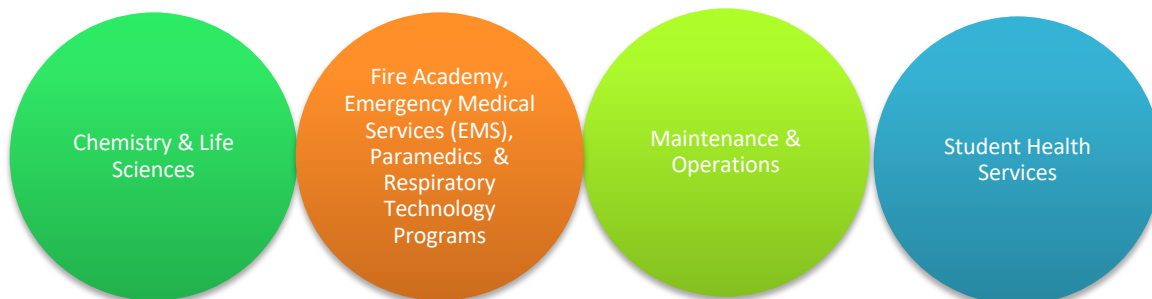 Chemistry & Life
Sciences
Fire Academy,
Emergency Medical
Services (EMS),
Paramedics & 
Respiratory
Technology
Programs
Maintenance &
Operations
Student Health
Services